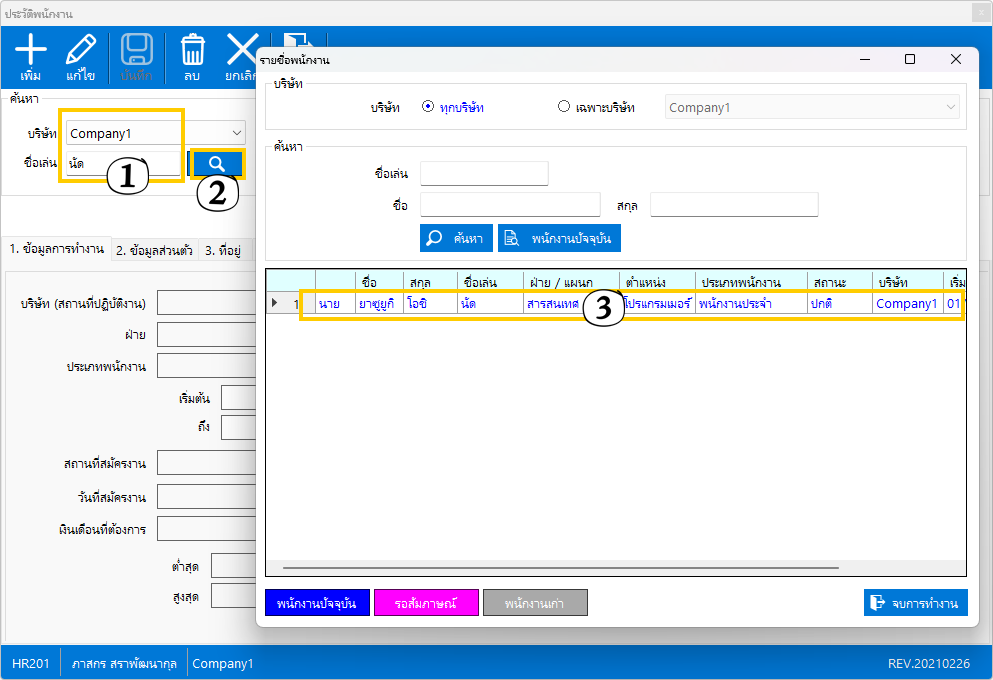 ประวัติพนักงาน
เพิ่ม แก้ไข บันทึก ลบ
ค้นหา
บริษัท Company1
ชื่อเล่น นัด
1 2
1. ข้อมูลการทำงาน 2. ข้อมูลส่วนตัว 3. ที่อยู่
บริษัท (สถานที่ปฏิบัติงาน)
ฝ่าย
ประเภทพนักงาน
เริ่มต้น
ถึง
สถานที่สมัครงาน
วันที่สมัครงาน
เงินเดือนที่ต้องการ
ต่ำสุด
สูงสุด
รายชื่อพนักงาน
บริษัท
บริษัท ทุกบริษัท เฉพาะบริษัท Company1
ค้นหา
ชื่อเล่น
ชื่อ สกุล
ค้นหา พนักงานปัจจุบัน
ชื่อ สกุล ชื่อเล่น ฝ่าย / แผนก ตำแหน่ง ประเภทพนักงาน สถานะ บริษัท
1 นาย ยาซูยูกิ โอชิ นัด สารสนเทศ 3 โปรแกรมเมอร์ พนักงานประจำ ปกติ Company1 01
พนักงานปัจจุบัน รอสัมภาษณ์ พนักงานเก่า จบการทำงาน
HR201 ภาสกร สราพัฒนากุล Company1 REV.20210226